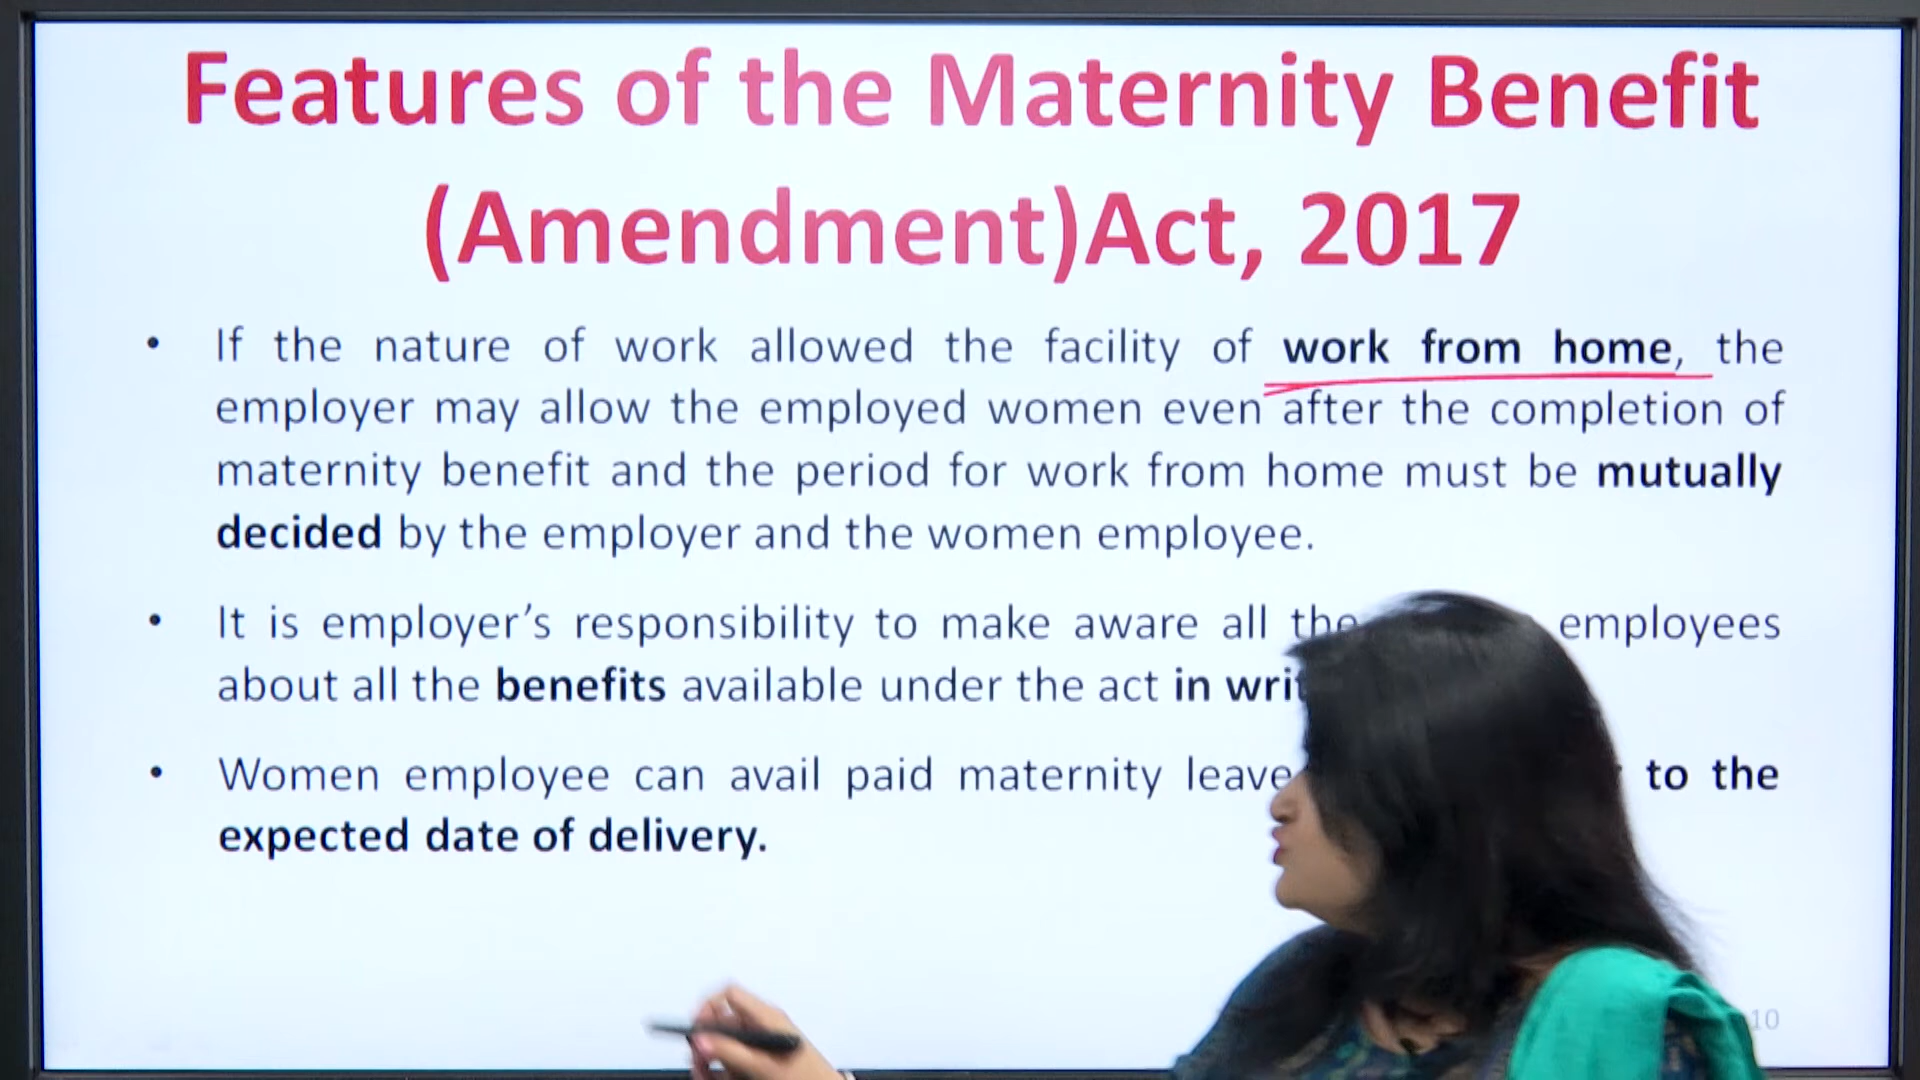 Features of the Maternity Benefit
(Amendment)Act, 2017
• If the nature of work allowed the facility of work from home, the
employer may allow the employed women even after the completion of
maternity benefit and the period for work from home must be mutually
decided by the employer and the women employee.
• It is employer’s responsibility to make aware all the employees
about all the benefits available under the act in
• Women employee can avail paid maternity leave to the
expected date of delivery.
10